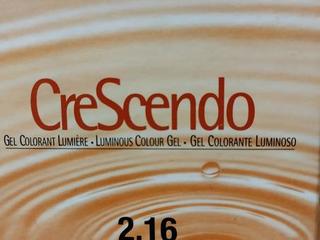 CreScendo
Gel Colorant Lumière • Luminous Colour Gel • Gel Colorante Luminoso
2.16